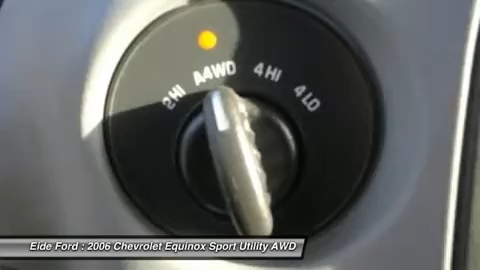 2HI A4WD 4HI 4LO
Eide Ford : 2006 Chevrolet Equinox Sport Utility AWD